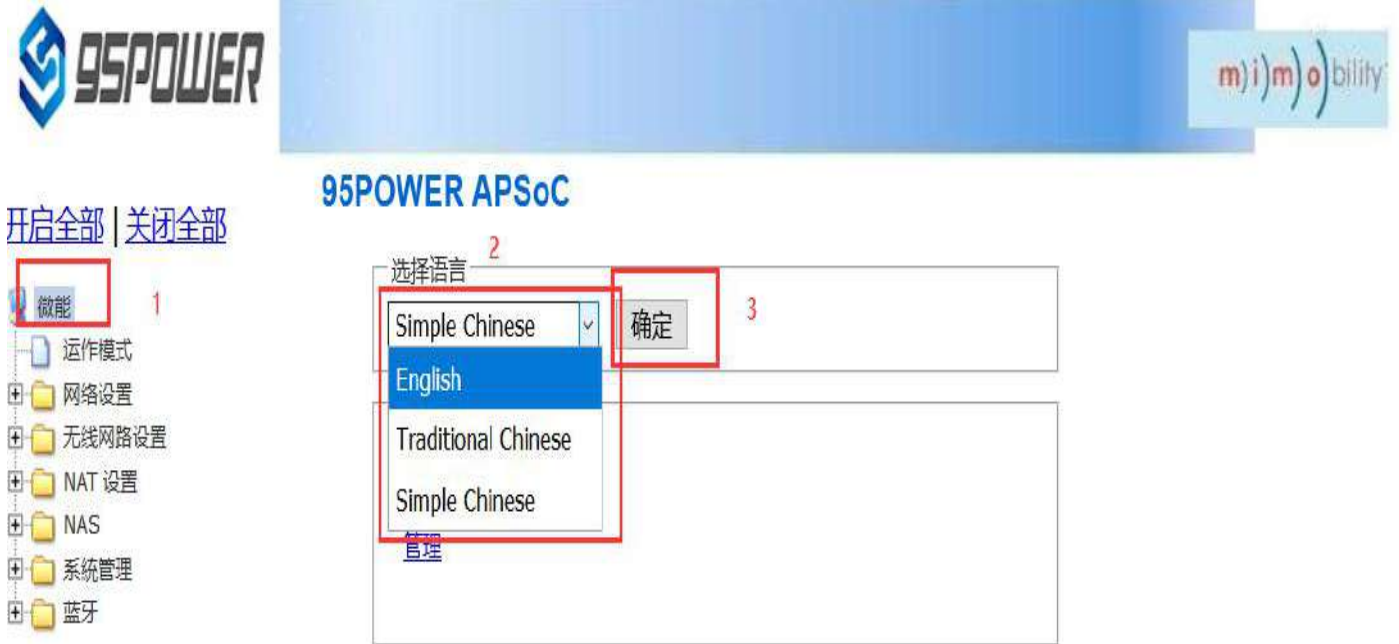 95POWER
m)i)m)o)bility
95POWER APSoC
开启全部 | 关闭全部
微能
1
运作模式
网络设置
无线网路设置
NAT 设置
NAS
系统管理
蓝牙
2
选择语言
Simple Chinese
确定
3
English
Traditional Chinese
Simple Chinese
管理